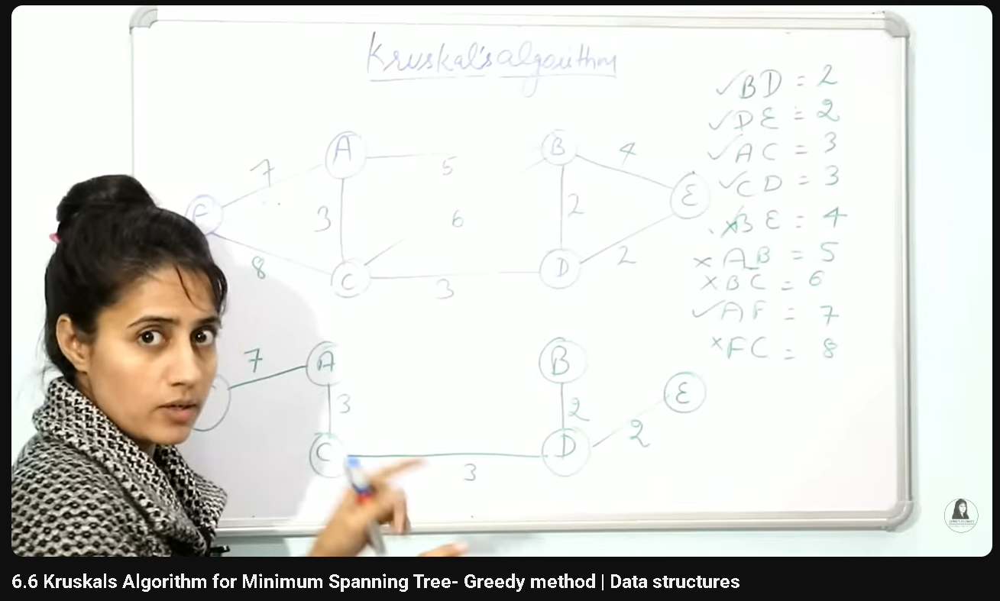 Kruskal's algorithm
✓BD = 2
✓DE = 2
✓AC = 3
✓CD = 3
×BE = 4
×AB = 5
×BC = 6
✓AF = 7
×FC = 8
A
B
E
F
C
D
7
5
4
3
6
2
8
3
2
7
A
B
E
3
2
2
C
D
3
6.6 Kruskals Algorithm for Minimum Spanning Tree- Greedy method | Data structures